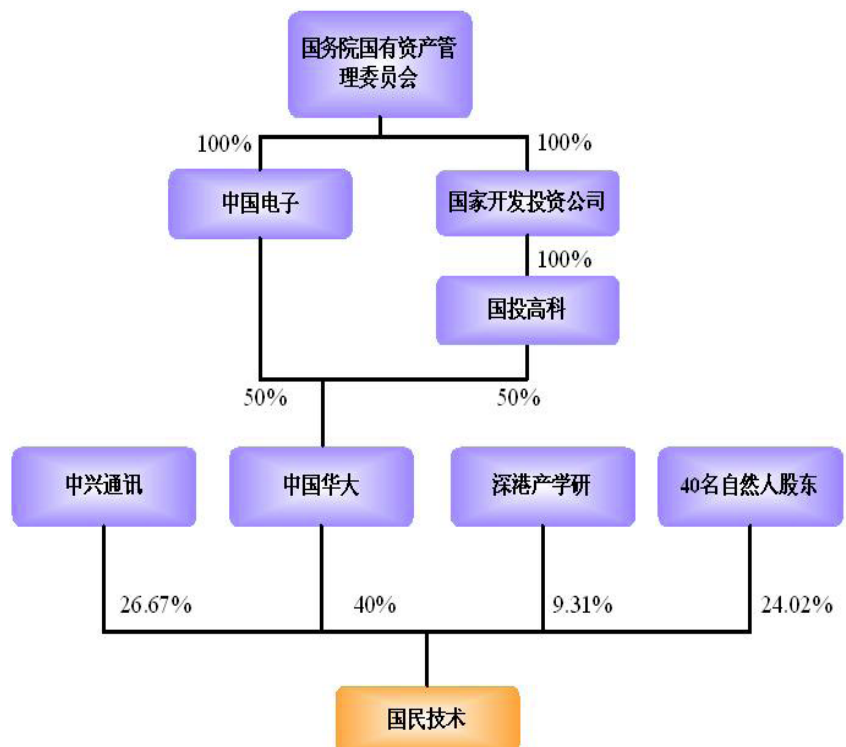 国务院国有资产管
理委员会
100%
100%
中国电子
国家开发投资公司
100%
国投高科
50%
50%
中兴通讯
中国华大
深港产学研
40名自然人股东
26.67%
40%
9.31%
24.02%
国民技术